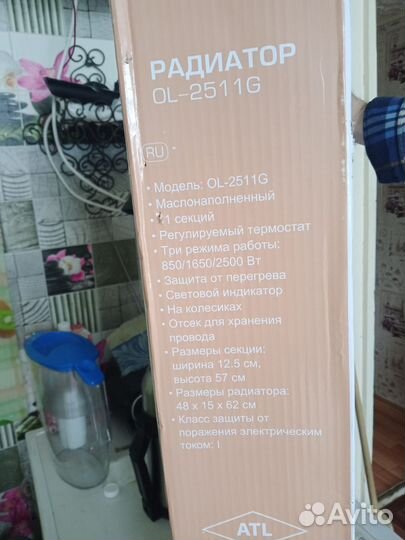 РАДИАТОР
OL-2511G
RU
• Модель: OL-2511G
• Маслонаполненный
• 11 секций
• Регулируемый термостат
• Три режима работы:
850/1650/2500 Вт
• Защита от перегрева
• Световой индикатор
• На колесиках
• Отсек для хранения
провода
• Размеры секции:
ширина 12.5 см,
высота 57 см
• Размеры радиатора:
48 x 15 x 62 см
• Класс защиты от
поражения электрическим
током: I
ATL
Avito